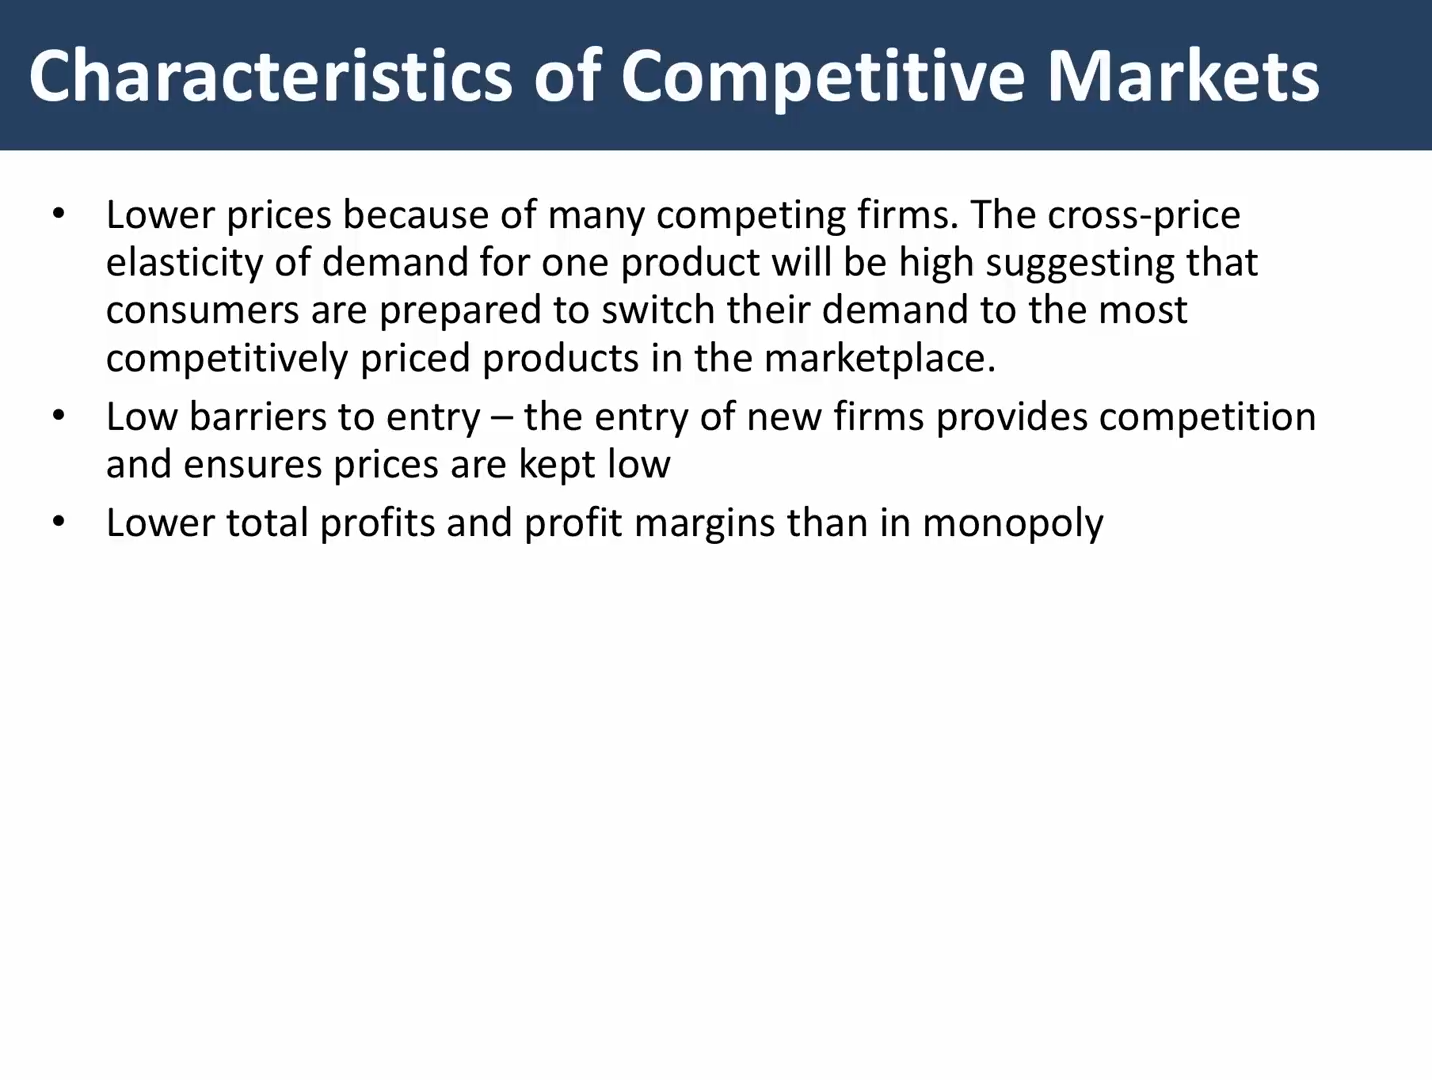 Characteristics of Competitive Markets
• Lower prices because of many competing firms. The cross-price
elasticity of demand for one product will be high suggesting that
consumers are prepared to switch their demand to the most
competitively priced products in the marketplace.
• Low barriers to entry – the entry of new firms provides competition
and ensures prices are kept low
• Lower total profits and profit margins than in monopoly